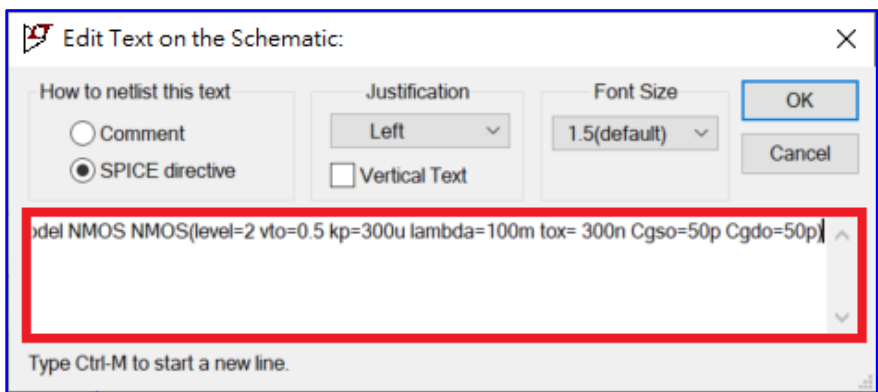 Edit Text on the Schematic:
How to netlist this text
Comment
SPICE directive
Justification
Left
Vertical Text
Font Size
1.5(default)
OK
Cancel
odel NMOS NMOS(level=2 vto=0.5 kp=300u lambda=100m tox= 300n Cgso=50p Cgdo=50p)
Type Ctrl-M to start a new line.